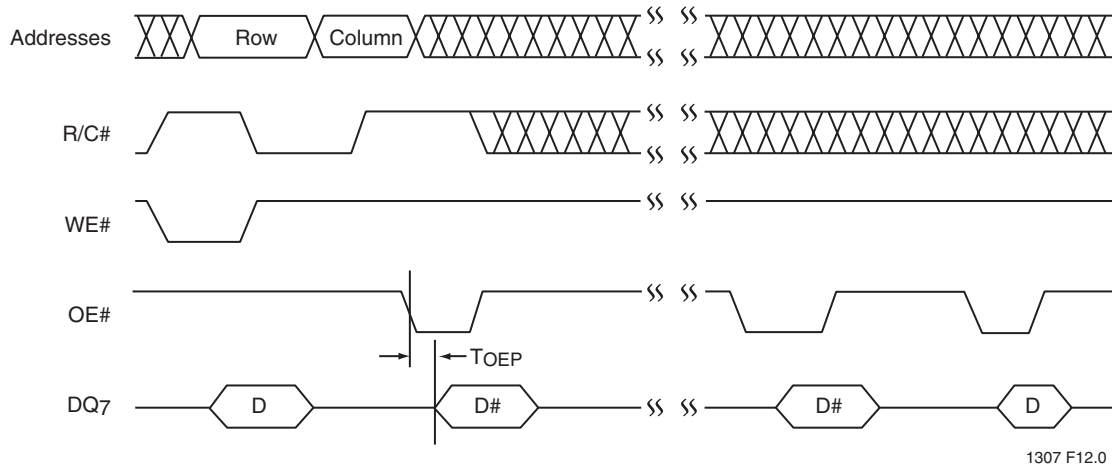 Addresses
Row
Column
R/C#
WE#
OE#
TOEP
DQ7
D
D#
D#
D
1307 F12.0